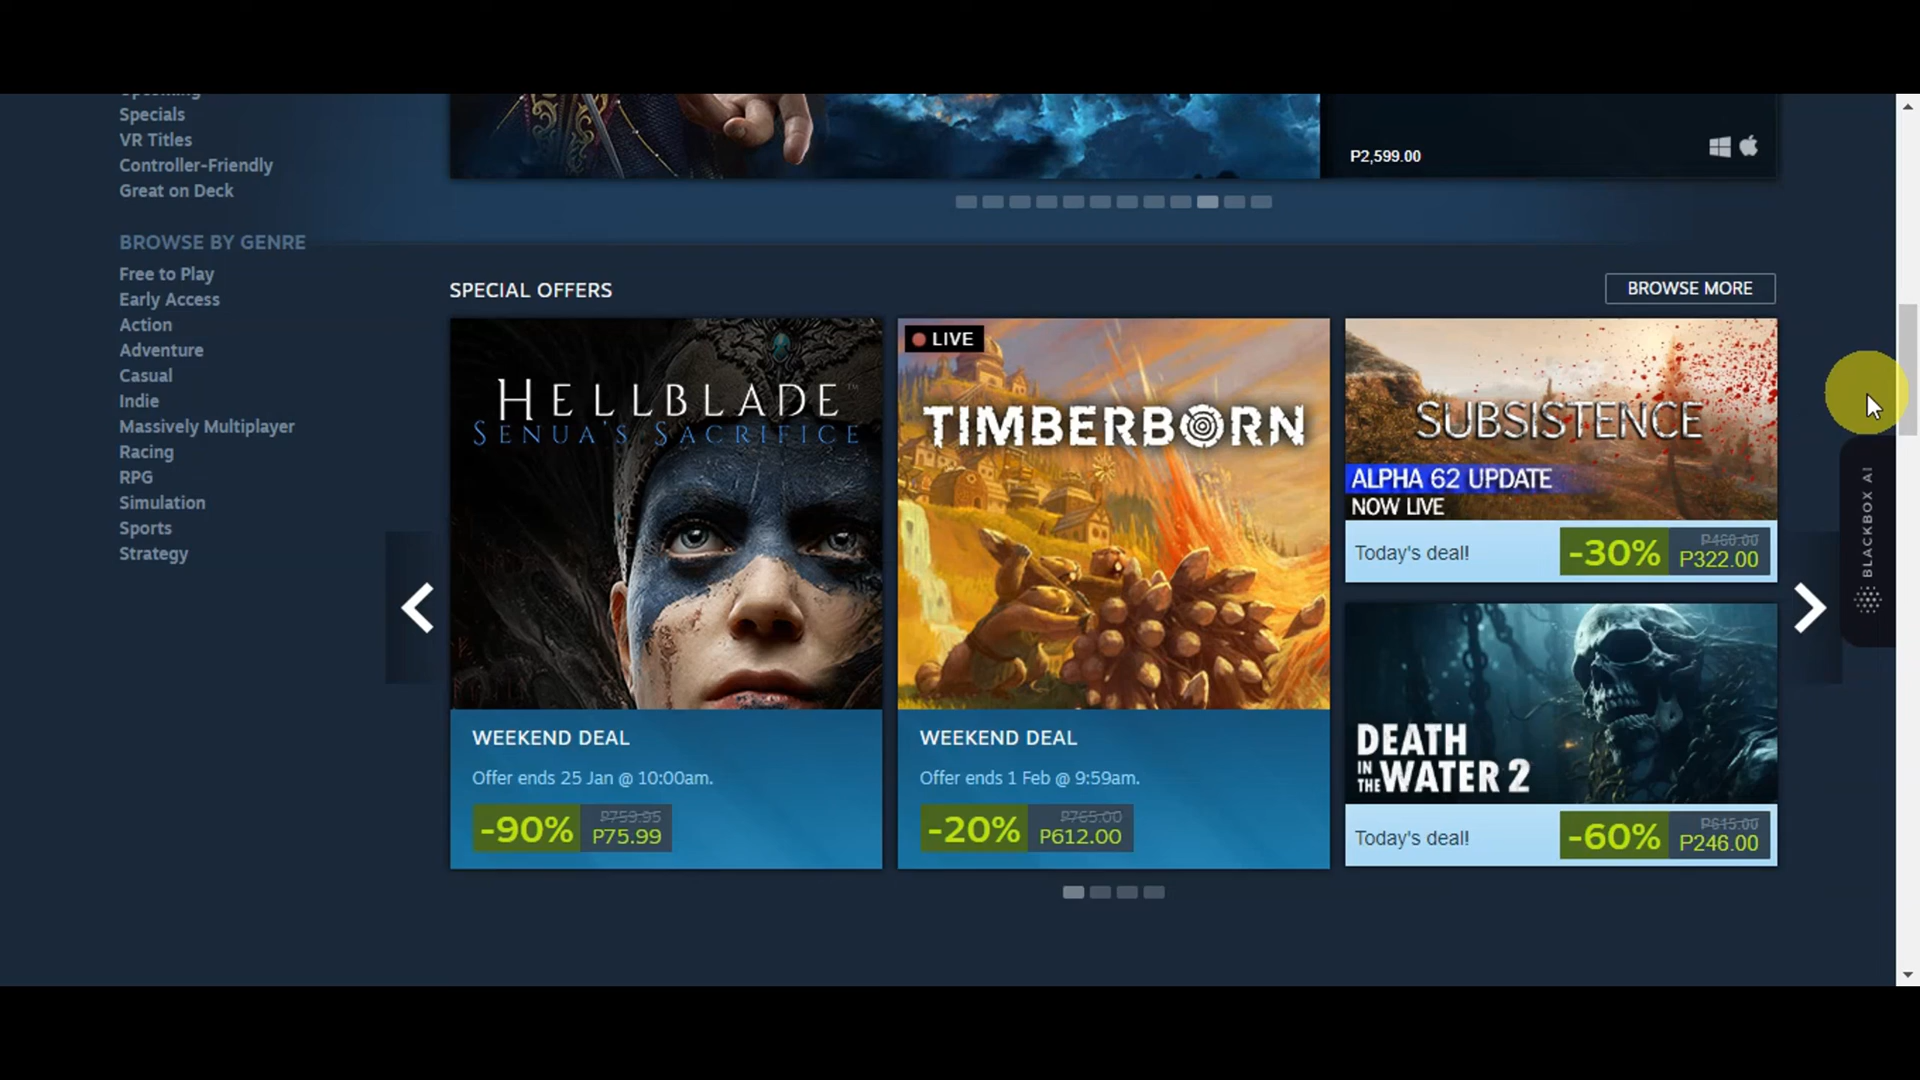 Upcoming
Specials
VR Titles
Controller-Friendly
Great on Deck
BROWSE BY GENRE
Free to Play
Early Access
Action
Adventure
Casual
Indie
Massively Multiplayer
Racing
RPG
Simulation
Sports
Strategy
P2,599.00
SPECIAL OFFERS
BROWSE MORE
HELLBLADE™
SENUA'S SACRIFICE
WEEKEND DEAL
Offer ends 25 Jan @ 10:00am.
-90%
P759.95
P75.99
LIVE
TIMBERBORN
WEEKEND DEAL
Offer ends 1 Feb @ 9:59am.
-20%
P765.00
P612.00
SUBSISTENCE
ALPHA 62 UPDATE
NOW LIVE
Today's deal!
-30%
P460.00
P322.00
DEATH
IN THE WATER 2
Today's deal!
-60%
P615.00
P246.00
BLACKBOX AI